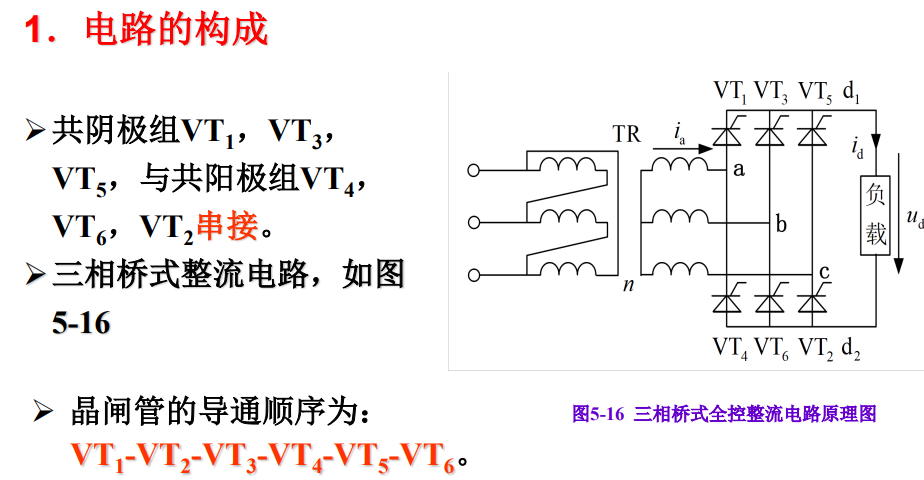 1．电路的构成
➢共阴极组VT1，VT3，
VT5，与共阳极组VT4，
VT6，VT2串接。
➢三相桥式整流电路，如图
5-16
➢ 晶闸管的导通顺序为：
VT1-VT2-VT3-VT4-VT5-VT6。
VT1 VT3 VT5 d1
TR ia
id
a
负
载
ud
b
c
n
VT4 VT6 VT2 d2
图5-16 三相桥式全控整流电路原理图